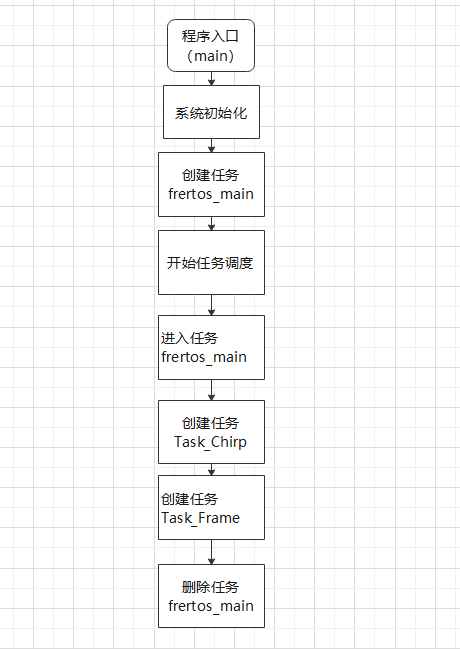 程序入口
（main）
系统初始化
创建任务
frertos_main
开始任务调度
进入任务
frertos_main
创建任务
Task_Chirp
创建任务
Task_Frame
删除任务
frertos_main